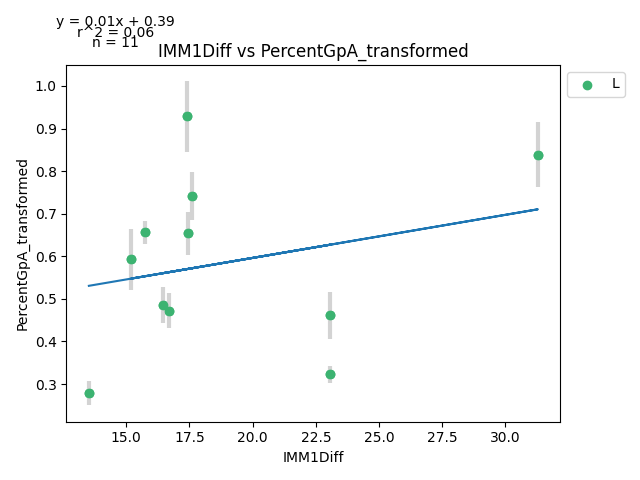 y = 0.01x + 0.39
r^2 = 0.06
n = 11
IMM1Diff vs PercentGpA_transformed
L
PercentGpA_transformed
1.0
0.9
0.8
0.7
0.6
0.5
0.4
0.3
15.0 17.5 20.0 22.5 25.0 27.5 30.0
IMM1Diff